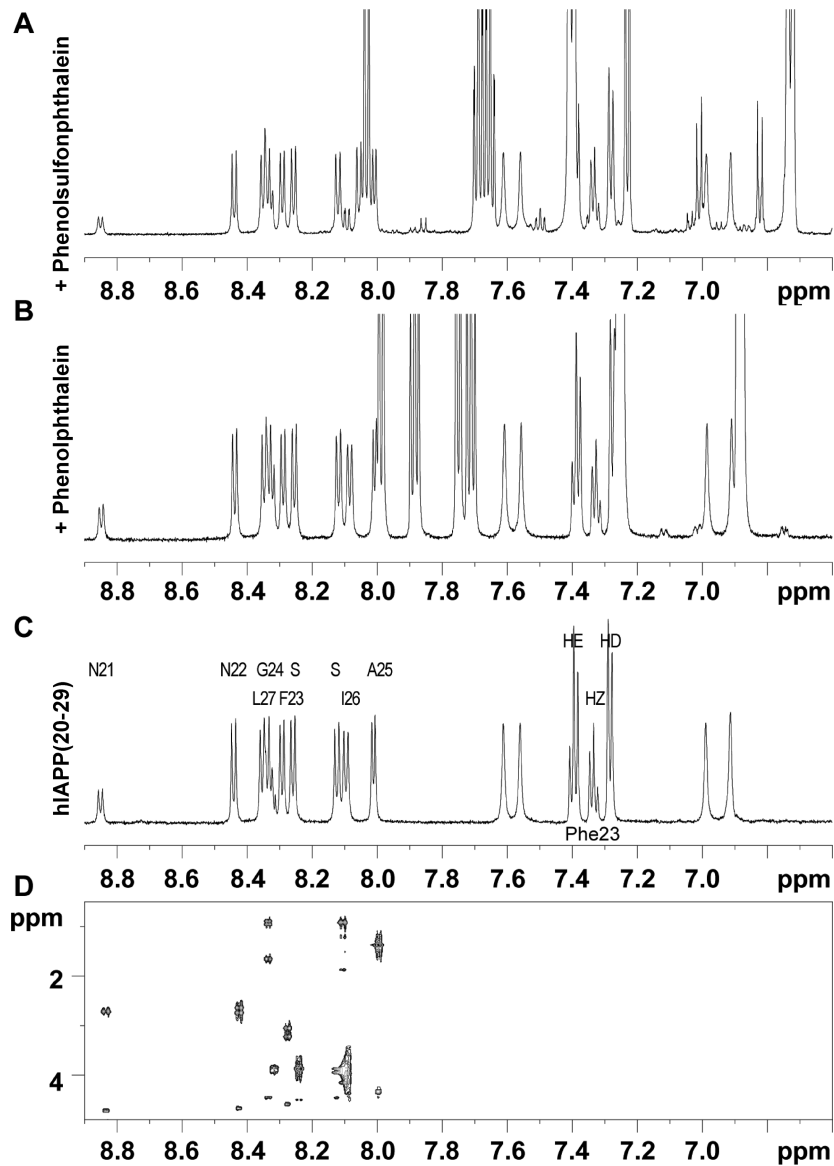 A
+ Phenolsulfonphthalein
8.8 8.6 8.4 8.2 8.0 7.8 7.6 7.4 7.2 7.0 ppm
B
+ Phenolphthalein
8.8 8.6 8.4 8.2 8.0 7.8 7.6 7.4 7.2 7.0 ppm
C
hIAPP(20-29)
HE HD
N21 N22 G24 S S A25
L27 F23 I26 HZ
Phe23
8.8 8.6 8.4 8.2 8.0 7.8 7.6 7.4 7.2 7.0 ppm
D
ppm
2
4
8.8 8.6 8.4 8.2 8.0 7.8 7.6 7.4 7.2 7.0 ppm